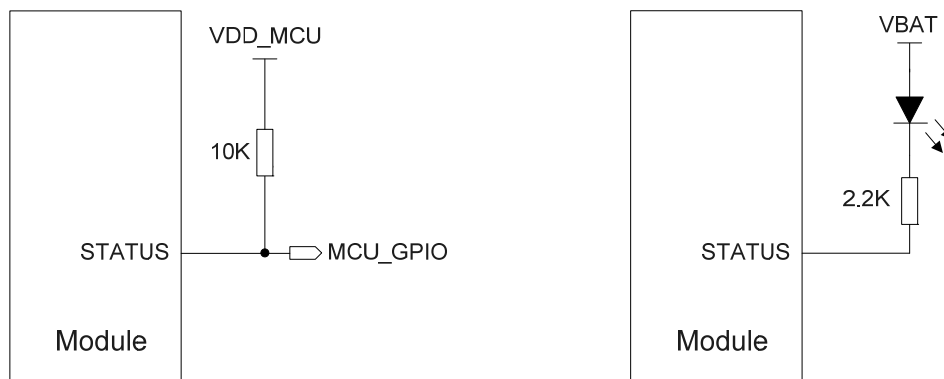 VDD_MCU
10K
STATUS
MCU_GPIO
Module
VBAT
2.2K
STATUS
Module